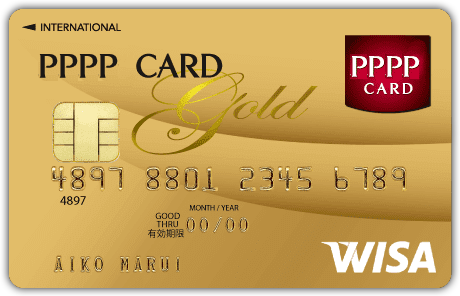 INTERNATIONAL
PPPP CARD
Gold
PPPP
CARD
4897 8801 2345 6789
4897
MONTH / YEAR
GOOD
THRU
有効期限
00/00
AIKO MARUI
WISA